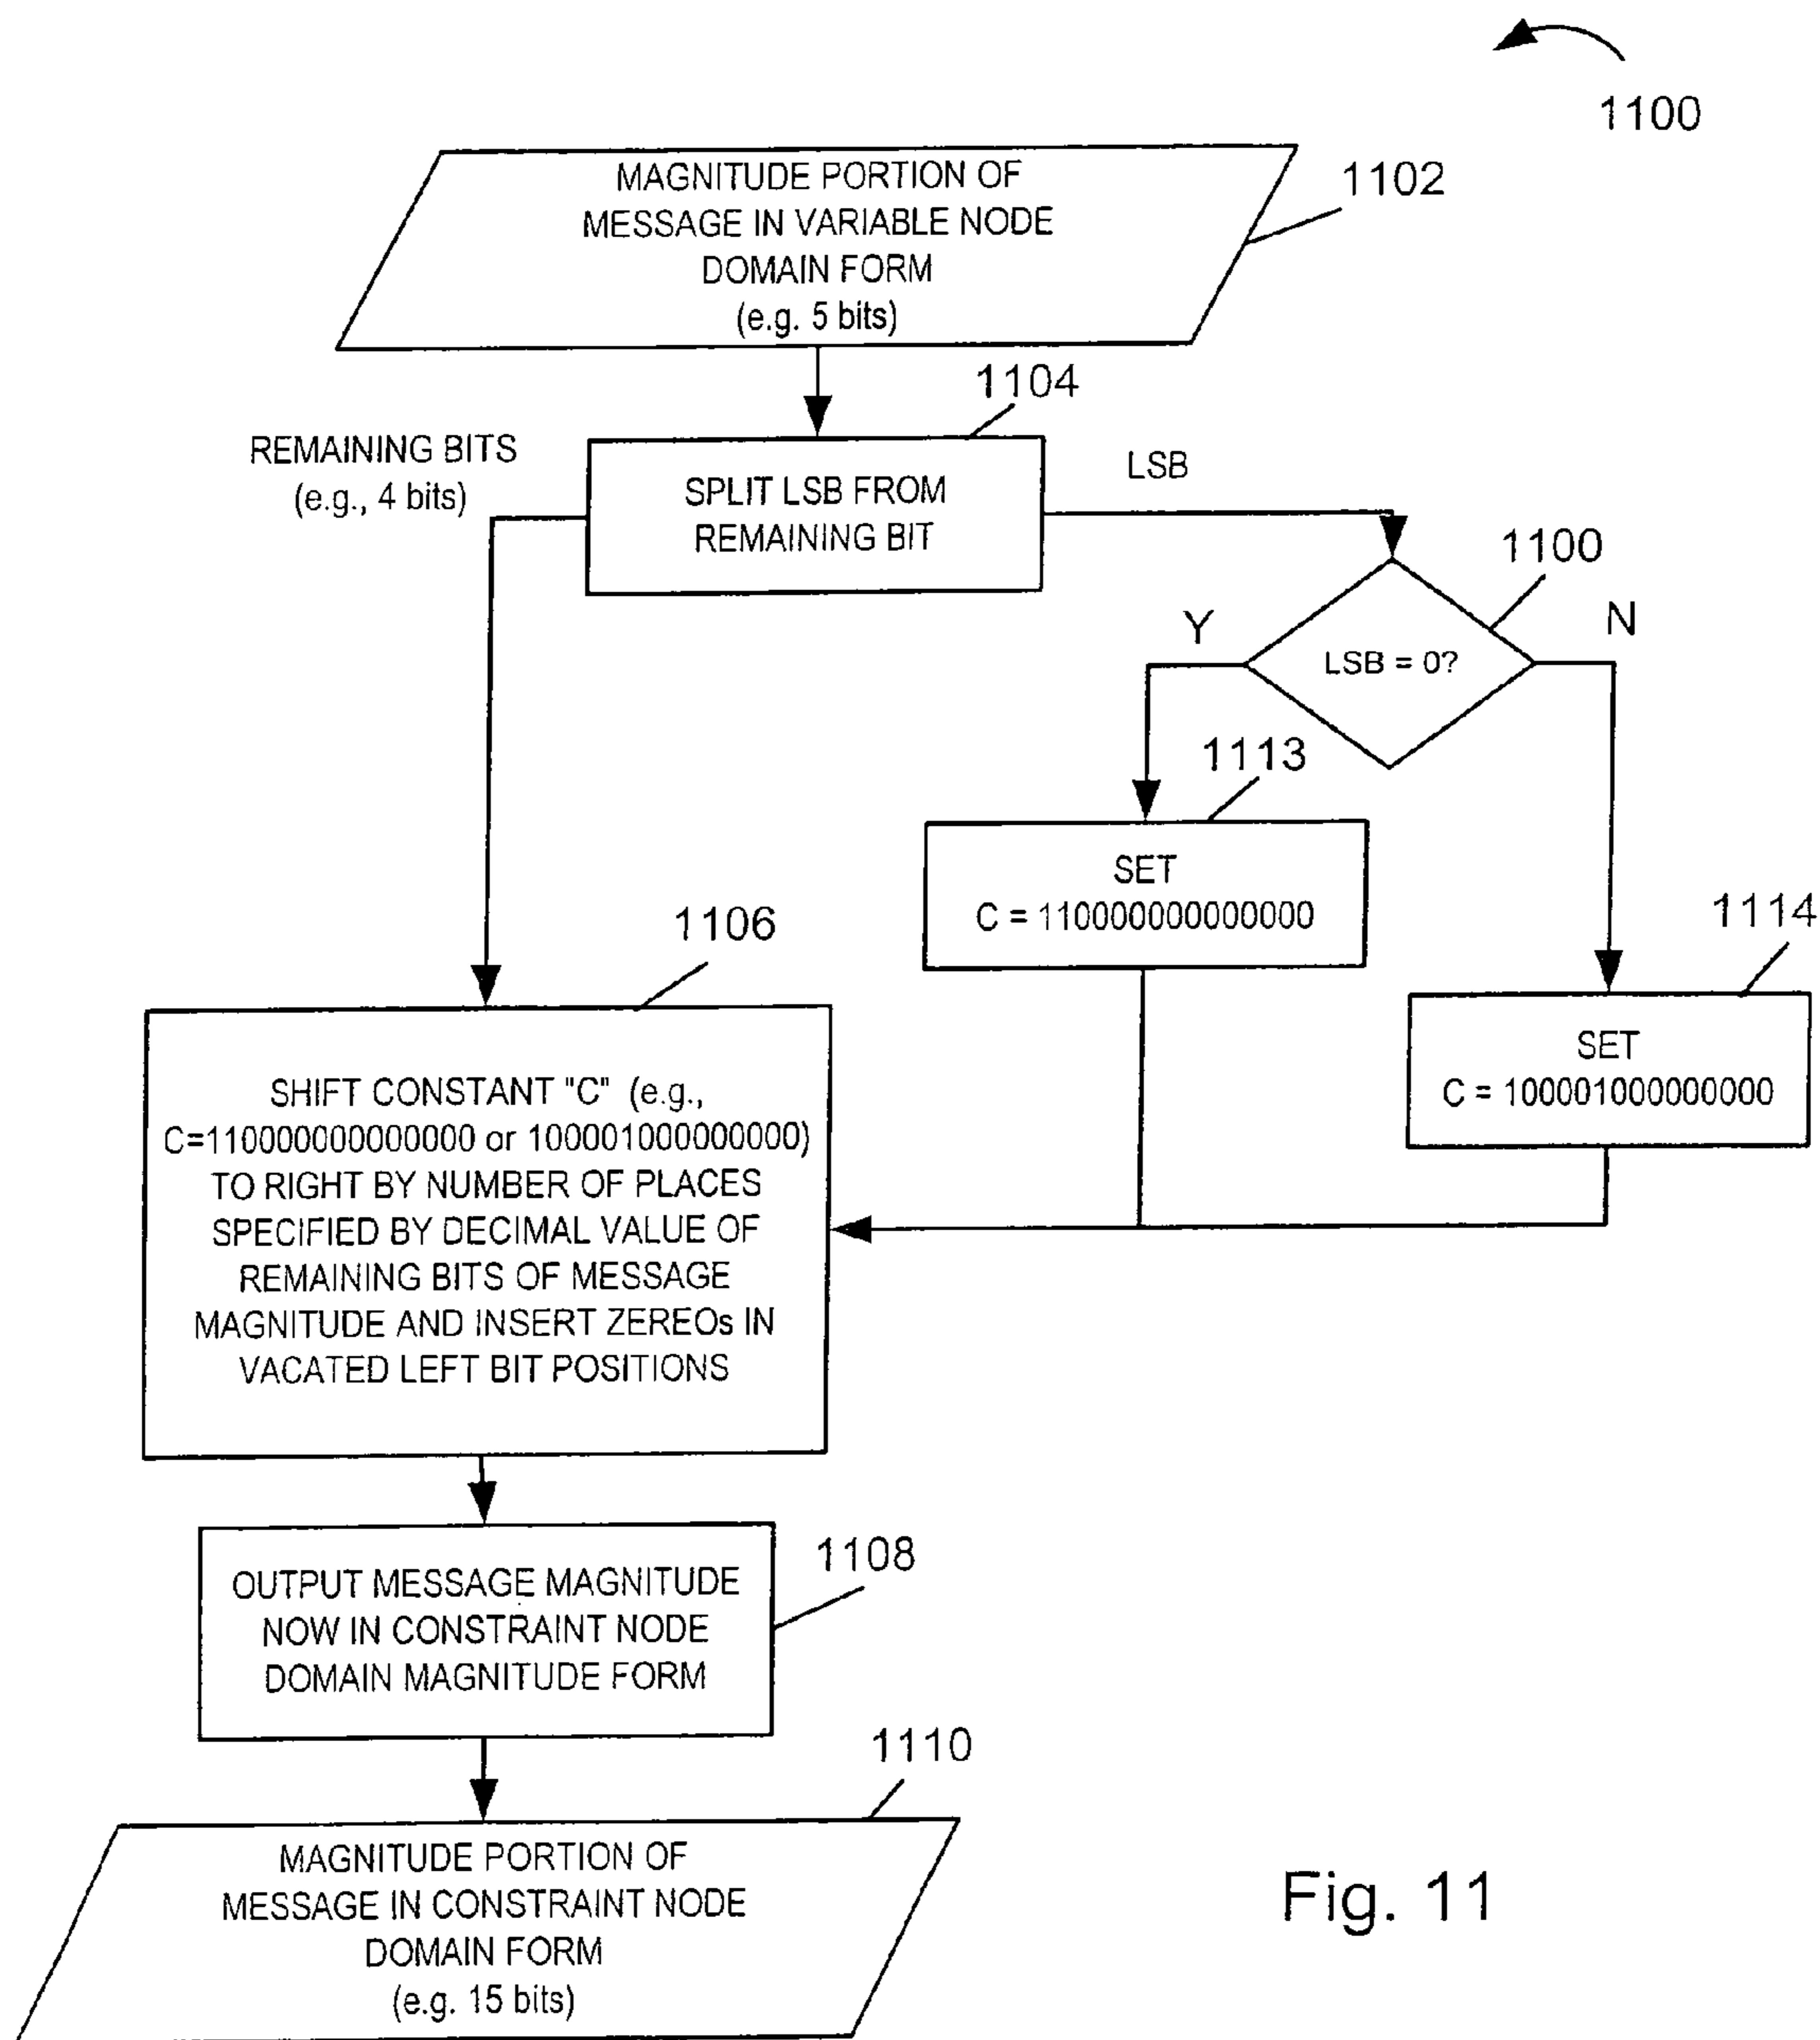 1100
MAGNITUDE PORTION OF
MESSAGE IN VARIABLE NODE
DOMAIN FORM
(e.g. 5 bits)
1102
1104
REMAINING BITS
(e.g., 4 bits)
SPLIT LSB FROM
REMAINING BIT
LSB
1100
Y
N
LSB = 0?
1113
SET
C = 110000000000000
1114
SET
C = 100001000000000
1106
SHIFT CONSTANT "C" (e.g.,
C=110000000000000 or 100001000000000)
TO RIGHT BY NUMBER OF PLACES
SPECIFIED BY DECIMAL VALUE OF
REMAINING BITS OF MESSAGE
MAGNITUDE AND INSERT ZEREOs IN
VACATED LEFT BIT POSITIONS
1108
OUTPUT MESSAGE MAGNITUDE
NOW IN CONSTRAINT NODE
DOMAIN MAGNITUDE FORM
1110
MAGNITUDE PORTION OF
MESSAGE IN CONSTRAINT NODE
DOMAIN FORM
(e.g. 15 bits)
Fig. 11